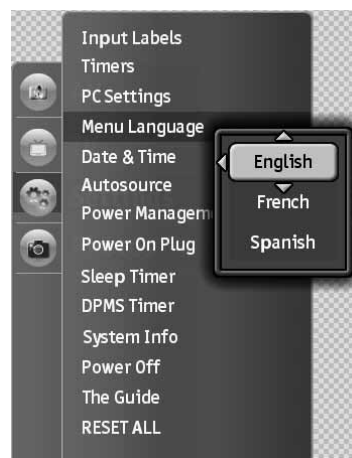 Input Labels
Timers
PC Settings
Menu Language
Date & Time
Autosource
Power Managem
Power On Plug
Sleep Timer
DPMS Timer
System Info
Power Off
The Guide
RESET ALL
English
French
Spanish